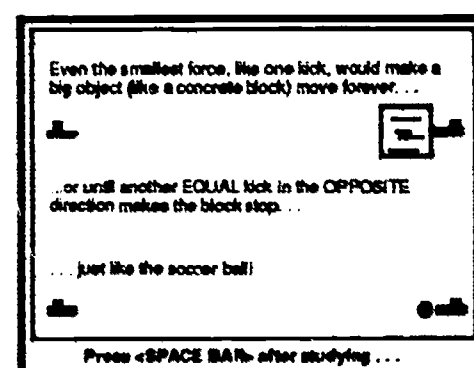 Even the smallest force, like one kick, would make a
big object (like a concrete block) move forever. . .
...or until another EQUAL kick in the OPPOSITE
direction makes the block stop. . .
. . . just like the soccer ball!
Press <SPACE BAR> after studying . . .